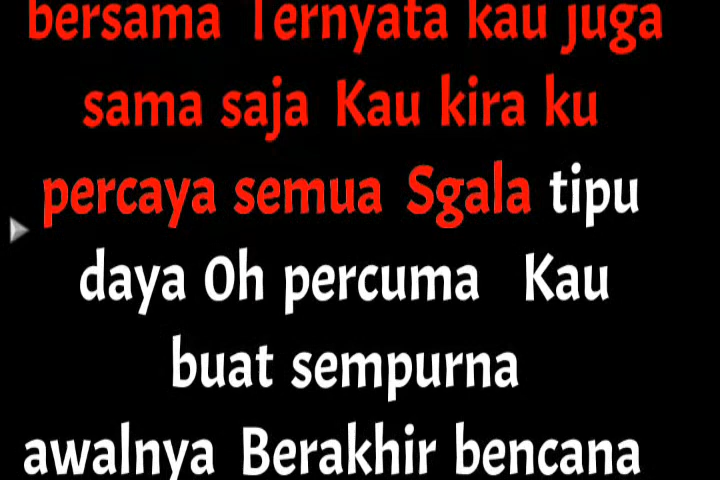 bersama Ternyata kau juga
sama saja Kau kira ku
percaya semua Sgala tipu
daya Oh percuma Kau
buat sempurna
awalnya Berakhir bencana